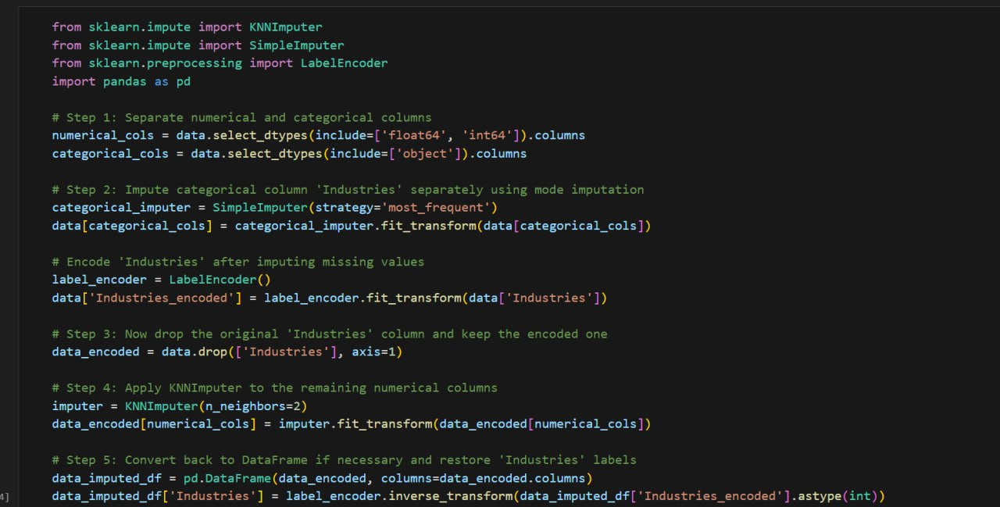 from sklearn.impute import KNNImputer
from sklearn.impute import SimpleImputer
from sklearn.preprocessing import LabelEncoder
import pandas as pd
# Step 1: Separate numerical and categorical columns
numerical_cols = data.select_dtypes(include=['float64', 'int64']).columns
categorical_cols = data.select_dtypes(include=['object']).columns
# Step 2: Impute categorical column 'Industries' separately using mode imputation
categorical_imputer = SimpleImputer(strategy='most_frequent')
data[categorical_cols] = categorical_imputer.fit_transform(data[categorical_cols])
# Encode 'Industries' after imputing missing values
label_encoder = LabelEncoder()
data['Industries_encoded'] = label_encoder.fit_transform(data['Industries'])
# Step 3: Now drop the original 'Industries' column and keep the encoded one
data_encoded = data.drop(['Industries'], axis=1)
# Step 4: Apply KNNImputer to the remaining numerical columns
imputer = KNNImputer(n_neighbors=2)
data_encoded[numerical_cols] = imputer.fit_transform(data_encoded[numerical_cols])
# Step 5: Convert back to DataFrame if necessary and restore 'Industries' labels
data_imputed_df = pd.DataFrame(data_encoded, columns=data_encoded.columns)
4]
data_imputed_df['Industries'] = label_encoder.inverse_transform(data_imputed_df['Industries_encoded'].astype(int))